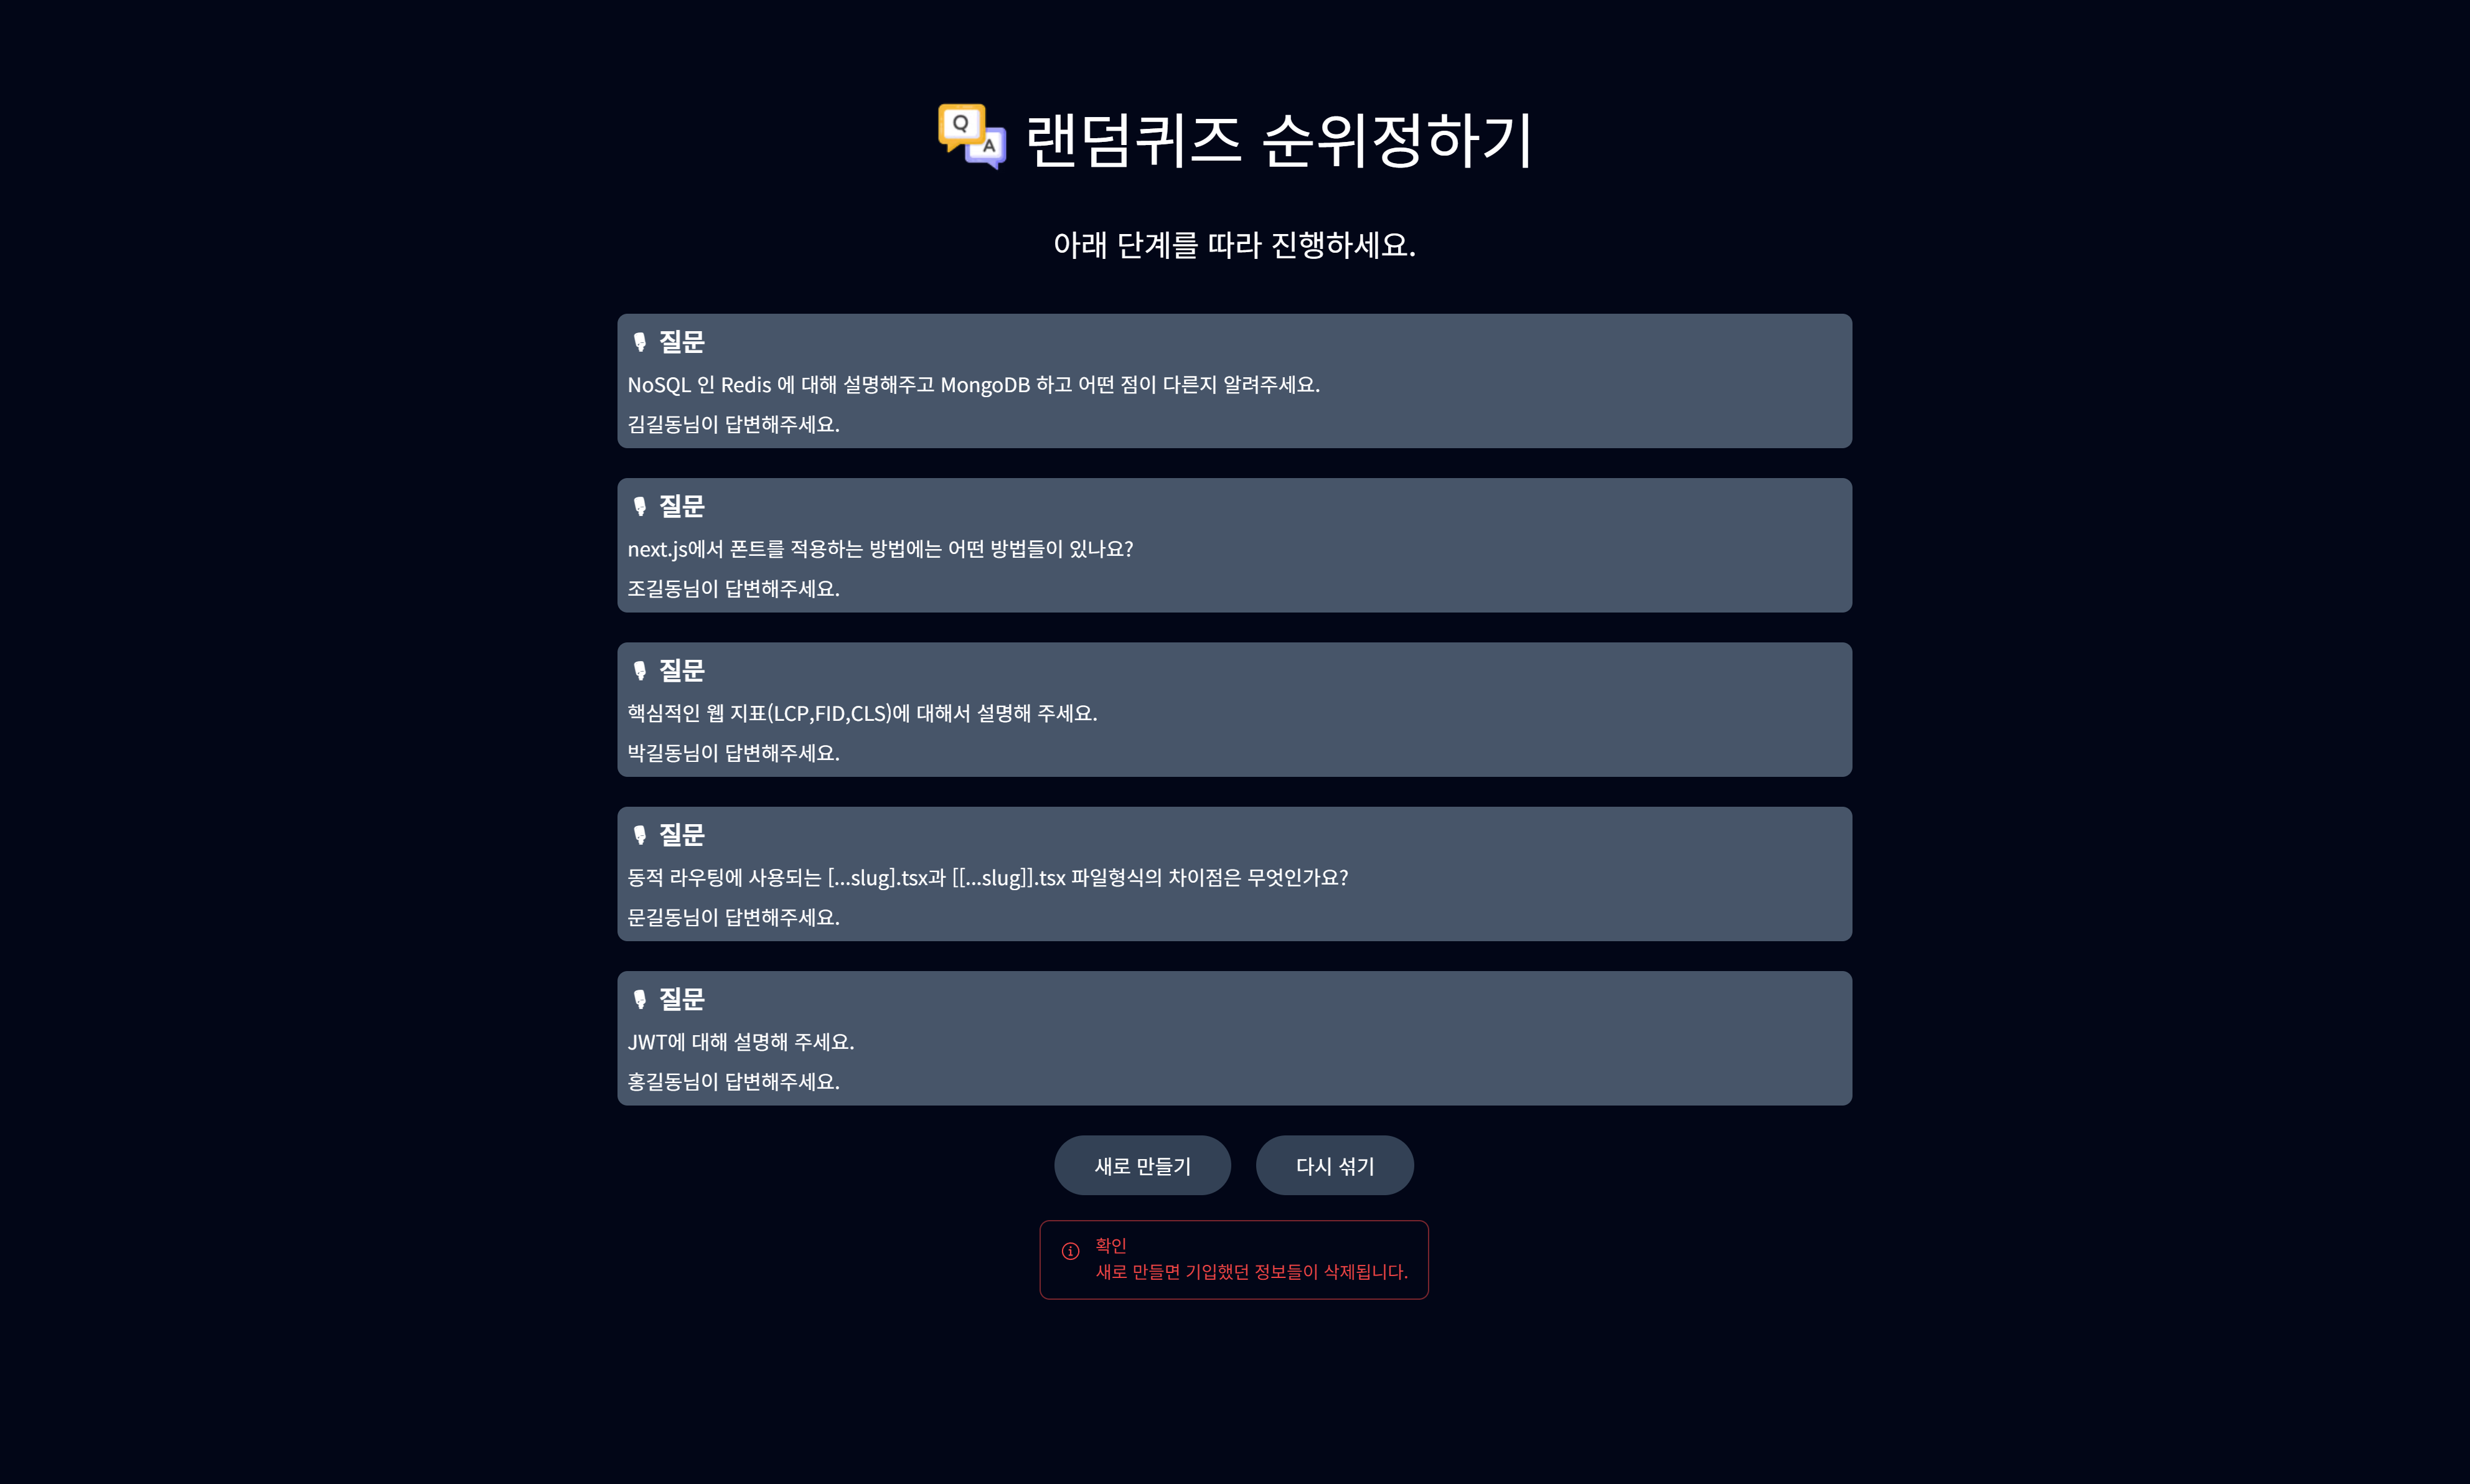 Q
A
랜덤퀴즈 순위정하기
아래 단계를 따라 진행하세요.
질문
NoSQL 인 Redis 에 대해 설명해주고 MongoDB 하고 어떤 점이 다른지 알려주세요.
김길동님이 답변해주세요.
질문
next.js에서 폰트를 적용하는 방법에는 어떤 방법들이 있나요?
조길동님이 답변해주세요.
질문
핵심적인 웹 지표(LCP,FID,CLS)에 대해서 설명해 주세요.
박길동님이 답변해주세요.
질문
동적 라우팅에 사용되는 [...slug].tsx과 [[...slug]].tsx 파일형식의 차이점은 무엇인가요?
문길동님이 답변해주세요.
질문
JWT에 대해 설명해 주세요.
홍길동님이 답변해주세요.
새로 만들기
다시 섞기
확인
새로 만들면 기입했던 정보들이 삭제됩니다.